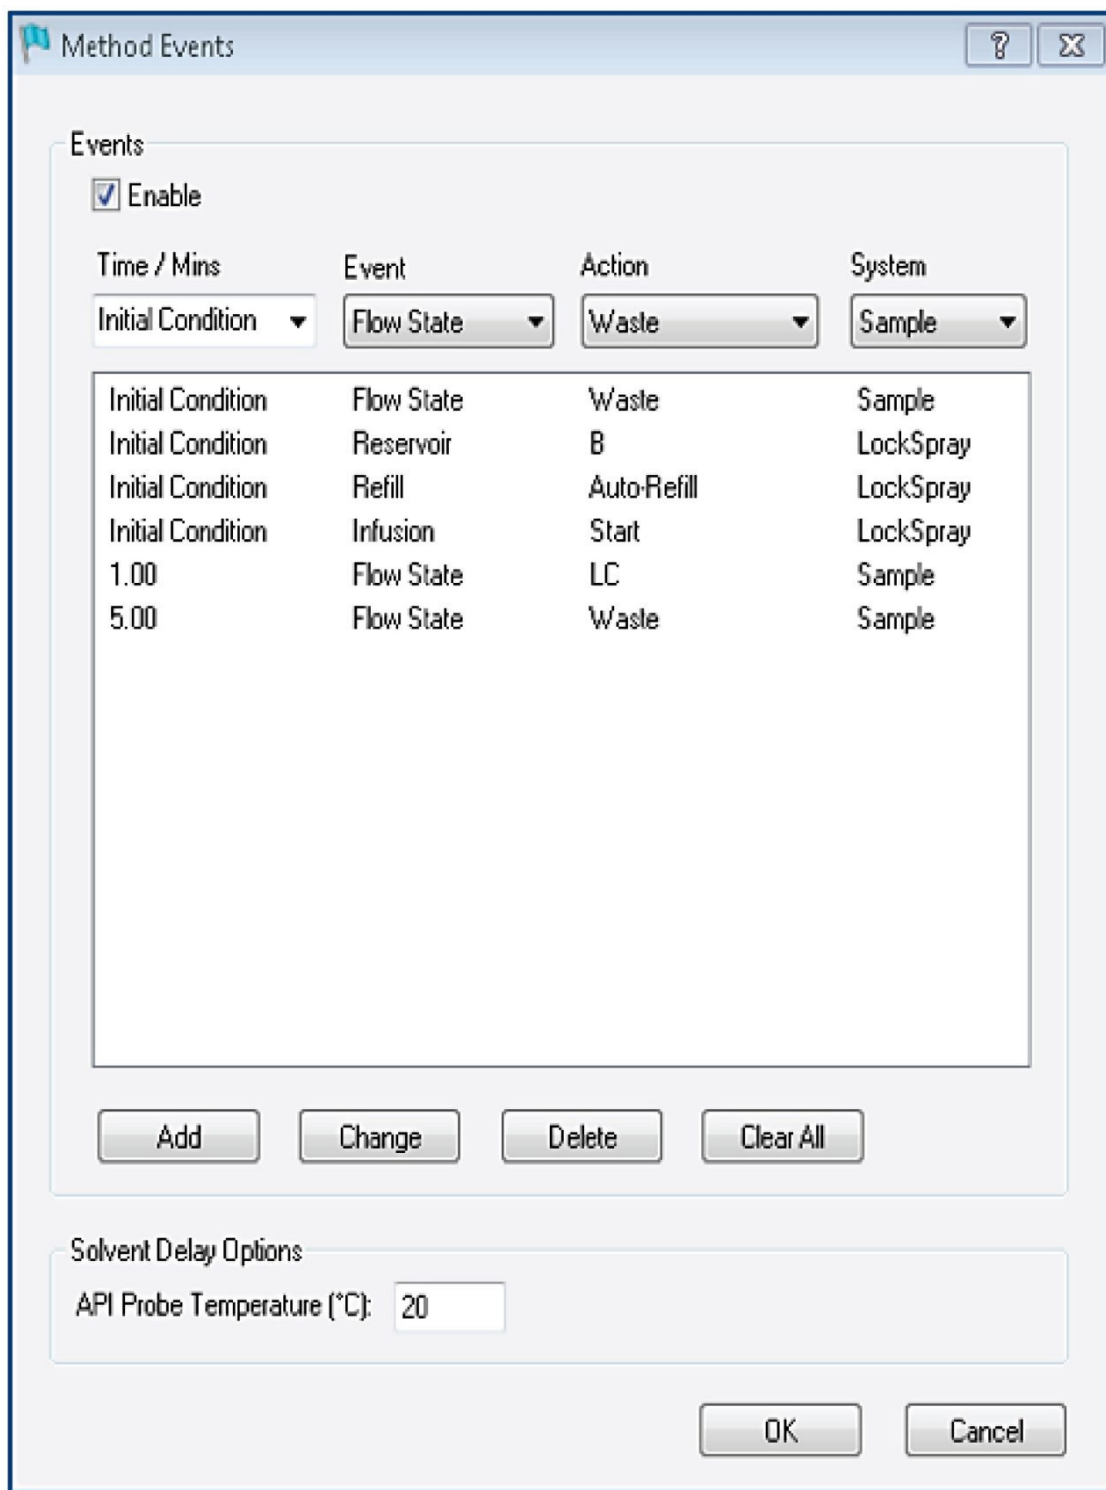 Method Events
Events
Enable
Time / Mins Event Action System
Initial Condition Flow State Waste Sample
Initial Condition Flow State Waste Sample
Initial Condition Reservoir B LockSpray
Initial Condition Refill Auto-Refill LockSpray
Initial Condition Infusion Start LockSpray
1.00 Flow State LC Sample
5.00 Flow State Waste Sample
Add Change Delete Clear All
Solvent Delay Options
API Probe Temperature (°C): 20
OK Cancel